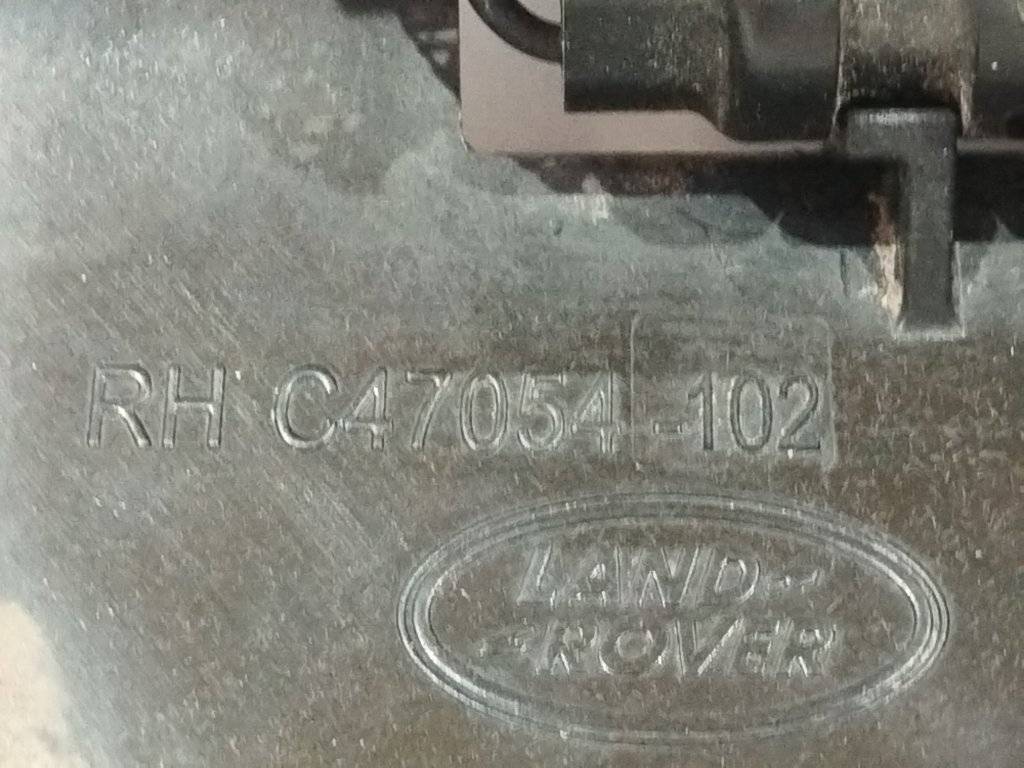 RH C47054-102
LAND-
-ROVER